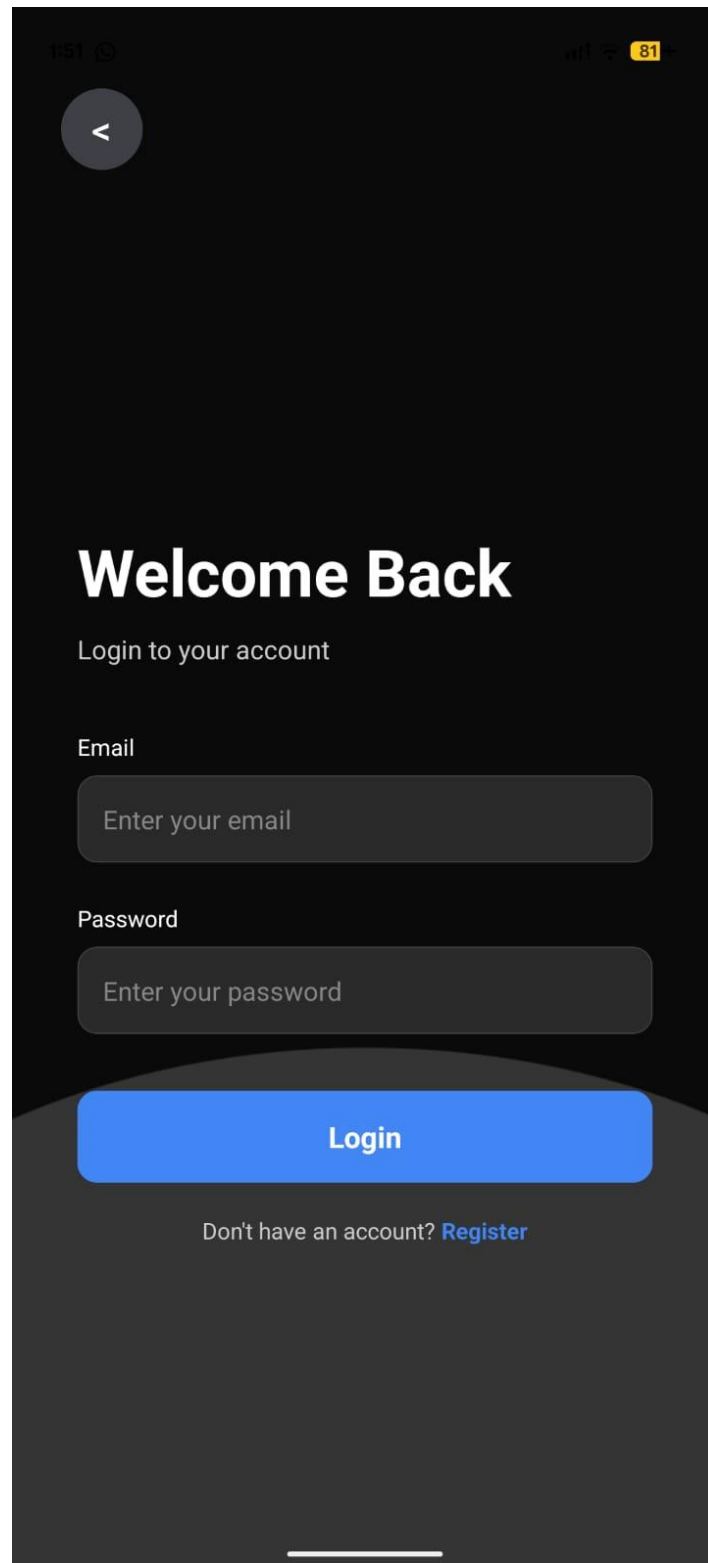 1:51
81
<
Welcome Back
Login to your account
Email
Enter your email
Password
Enter your password
Login
Don't have an account? Register